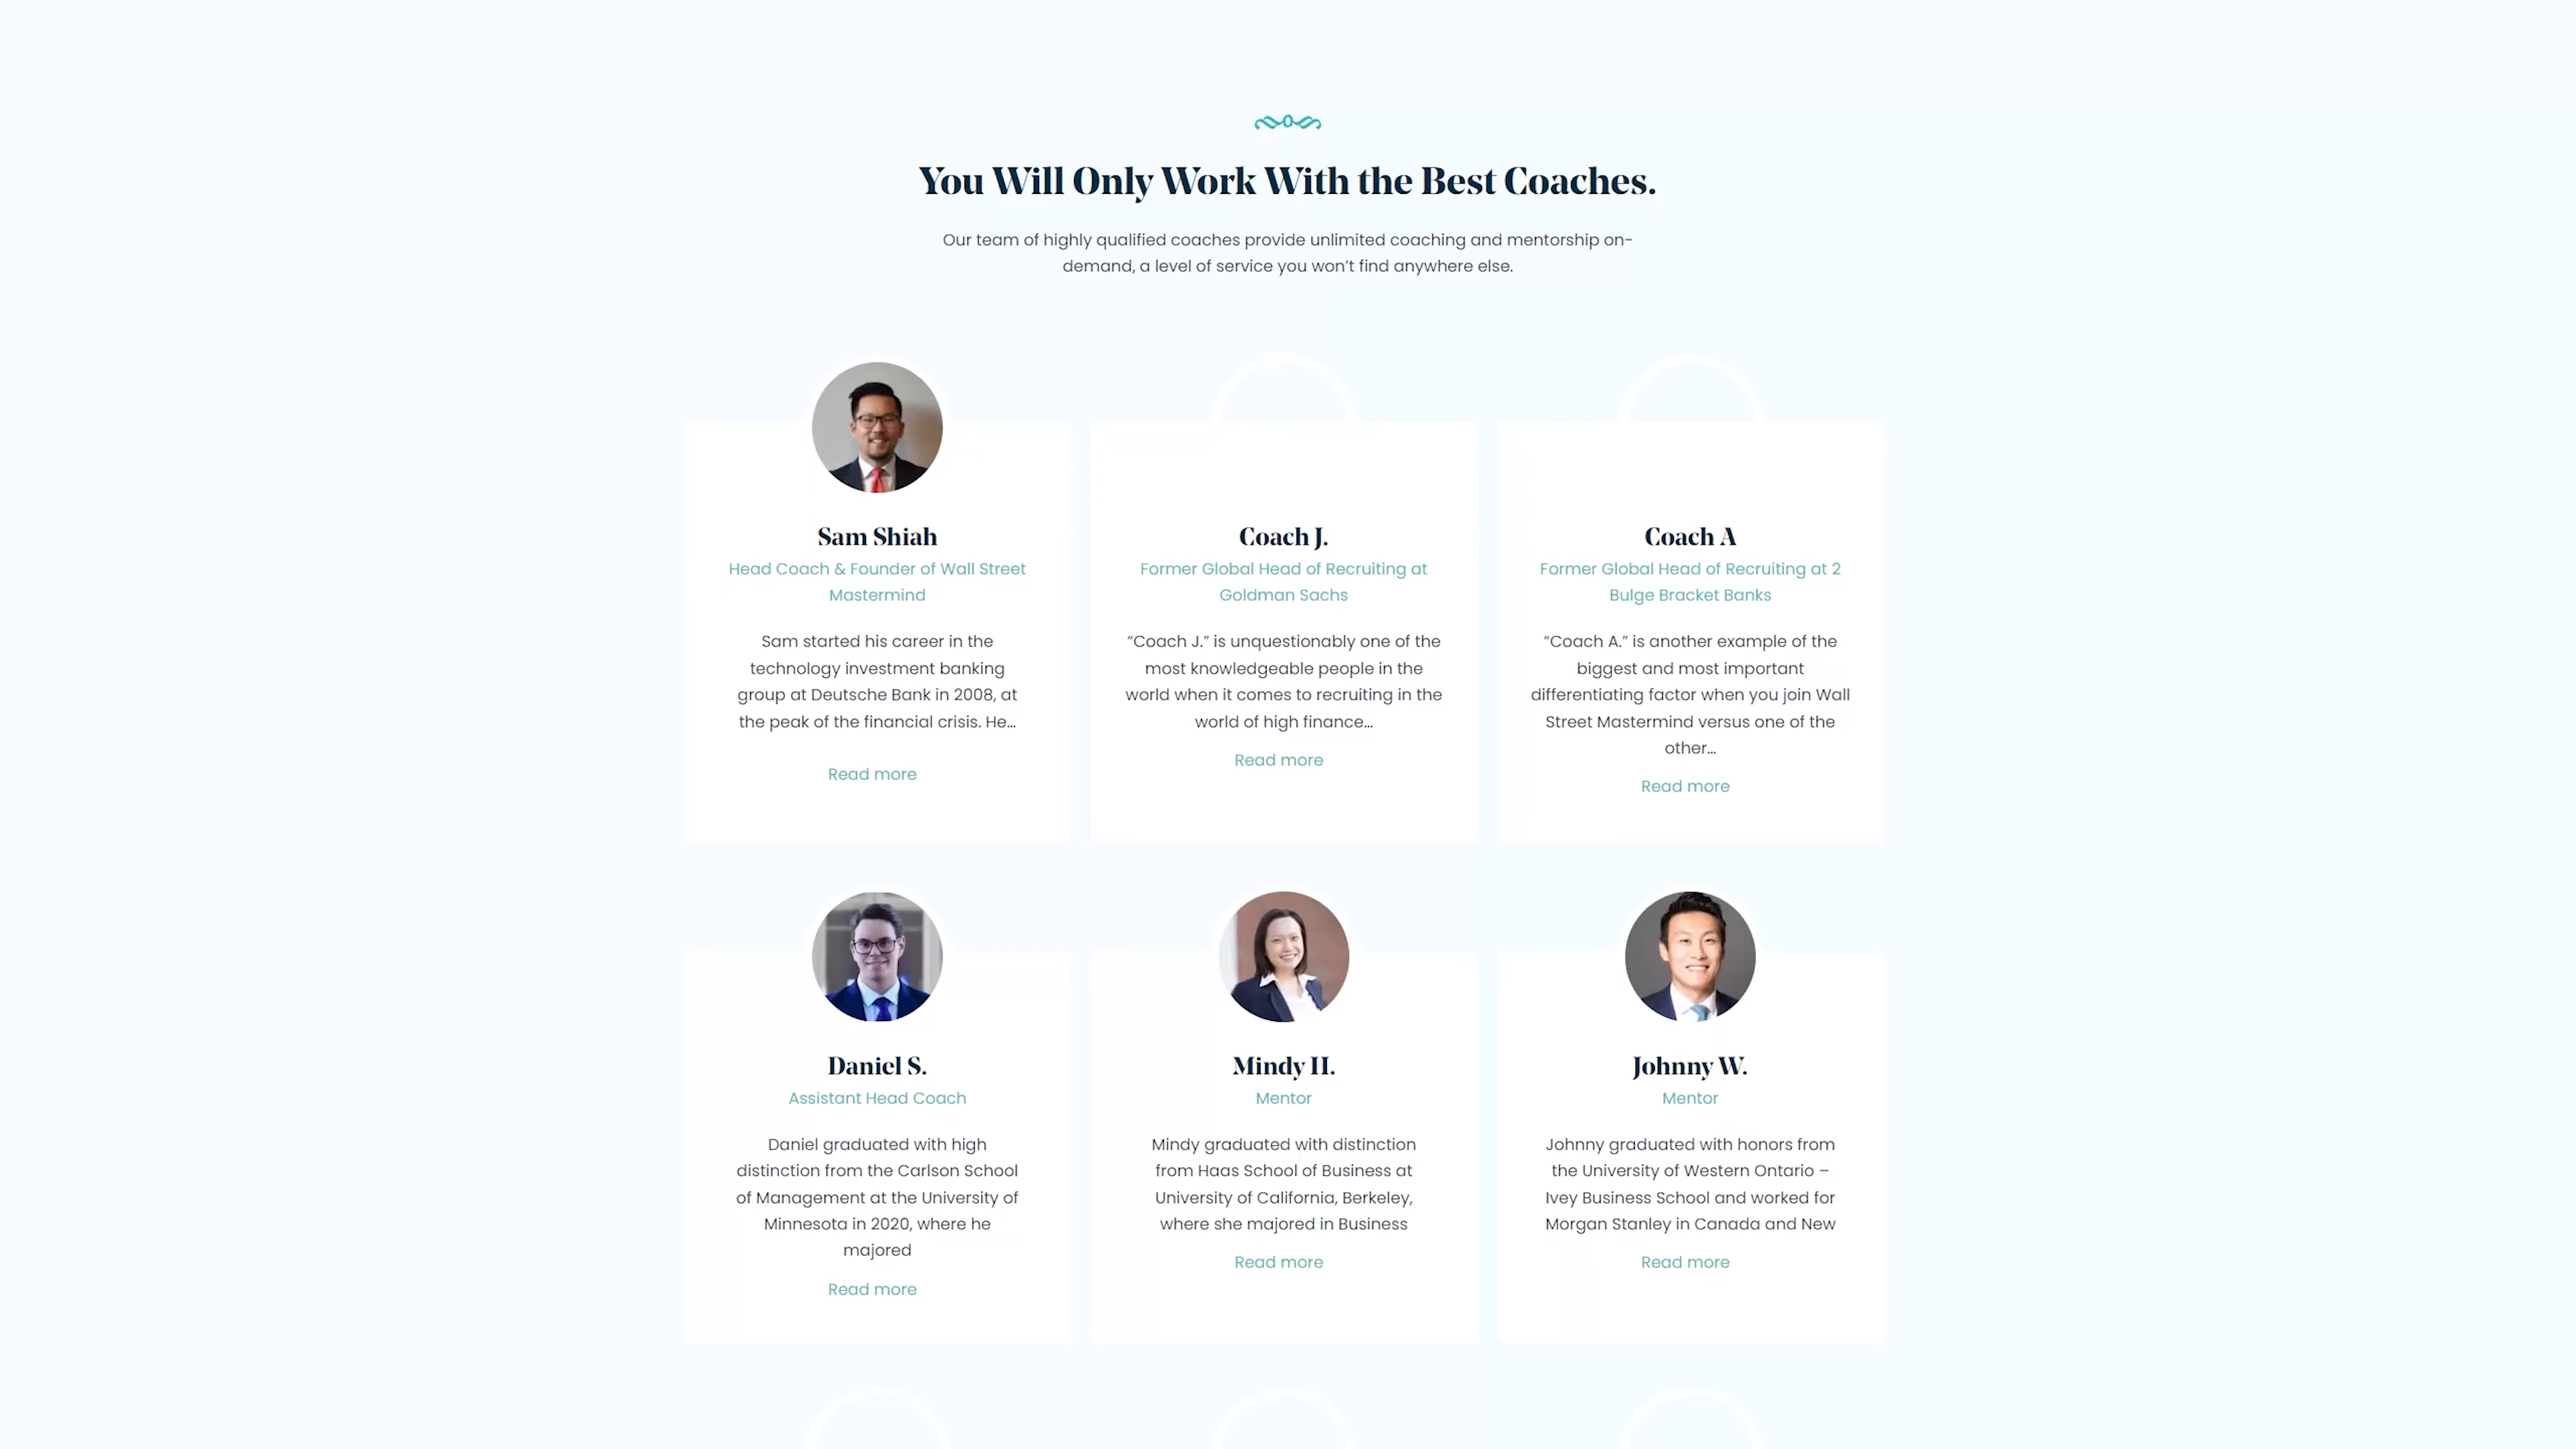 You Will Only Work With the Best Coaches.
Our team of highly qualified coaches provide unlimited coaching and mentorship on-
demand, a level of service you won't find anywhere else.
Sam Shiah
Head Coach & Founder of Wall Street
Mastermind
Sam started his career in the
technology investment banking
group at Deutsche Bank in 2008, at
the peak of the financial crisis. He...
Read more
Coach J.
Former Global Head of Recruiting at
Goldman Sachs
“Coach J.” is unquestionably one of the
most knowledgeable people in the
world when it comes to recruiting in the
world of high finance...
Read more
Coach A
Former Global Head of Recruiting at 2
Bulge Bracket Banks
“Coach A.” is another example of the
biggest and most important
differentiating factor when you join Wall
Street Mastermind versus one of the
other...
Read more
Daniel S.
Assistant Head Coach
Daniel graduated with high
distinction from the Carlson School
of Management at the University of
Minnesota in 2020, where he
majored
Read more
Mindy H.
Mentor
Mindy graduated with distinction
from Haas School of Business at
University of California, Berkeley,
where she majored in Business
Read more
Johnny W.
Mentor
Johnny graduated with honors from
the University of Western Ontario –
Ivey Business School and worked for
Morgan Stanley in Canada and New
Read more